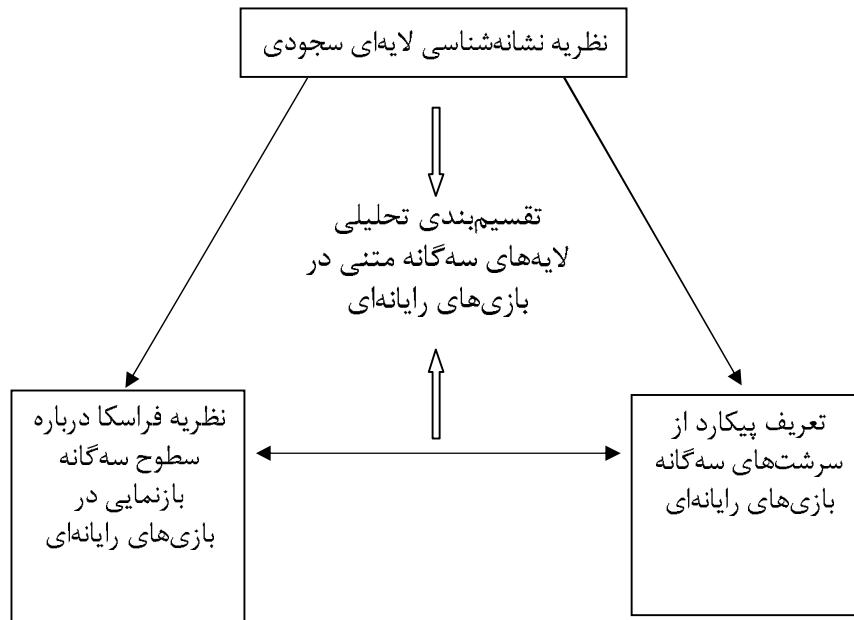 نظریه نشانه‌شناسی لایه‌ای سجودی
تقسیم‌بندی تحلیلی
لایه‌های سه‌گانه متنی در
بازی‌های رایانه‌ای
تعریف پیکارد از
سرشت‌های سه‌گانه
بازی‌های رایانه‌ای
نظریه فراسکا درباره
سطوح سه‌گانه
بازنمایی در
بازی‌های رایانه‌ای